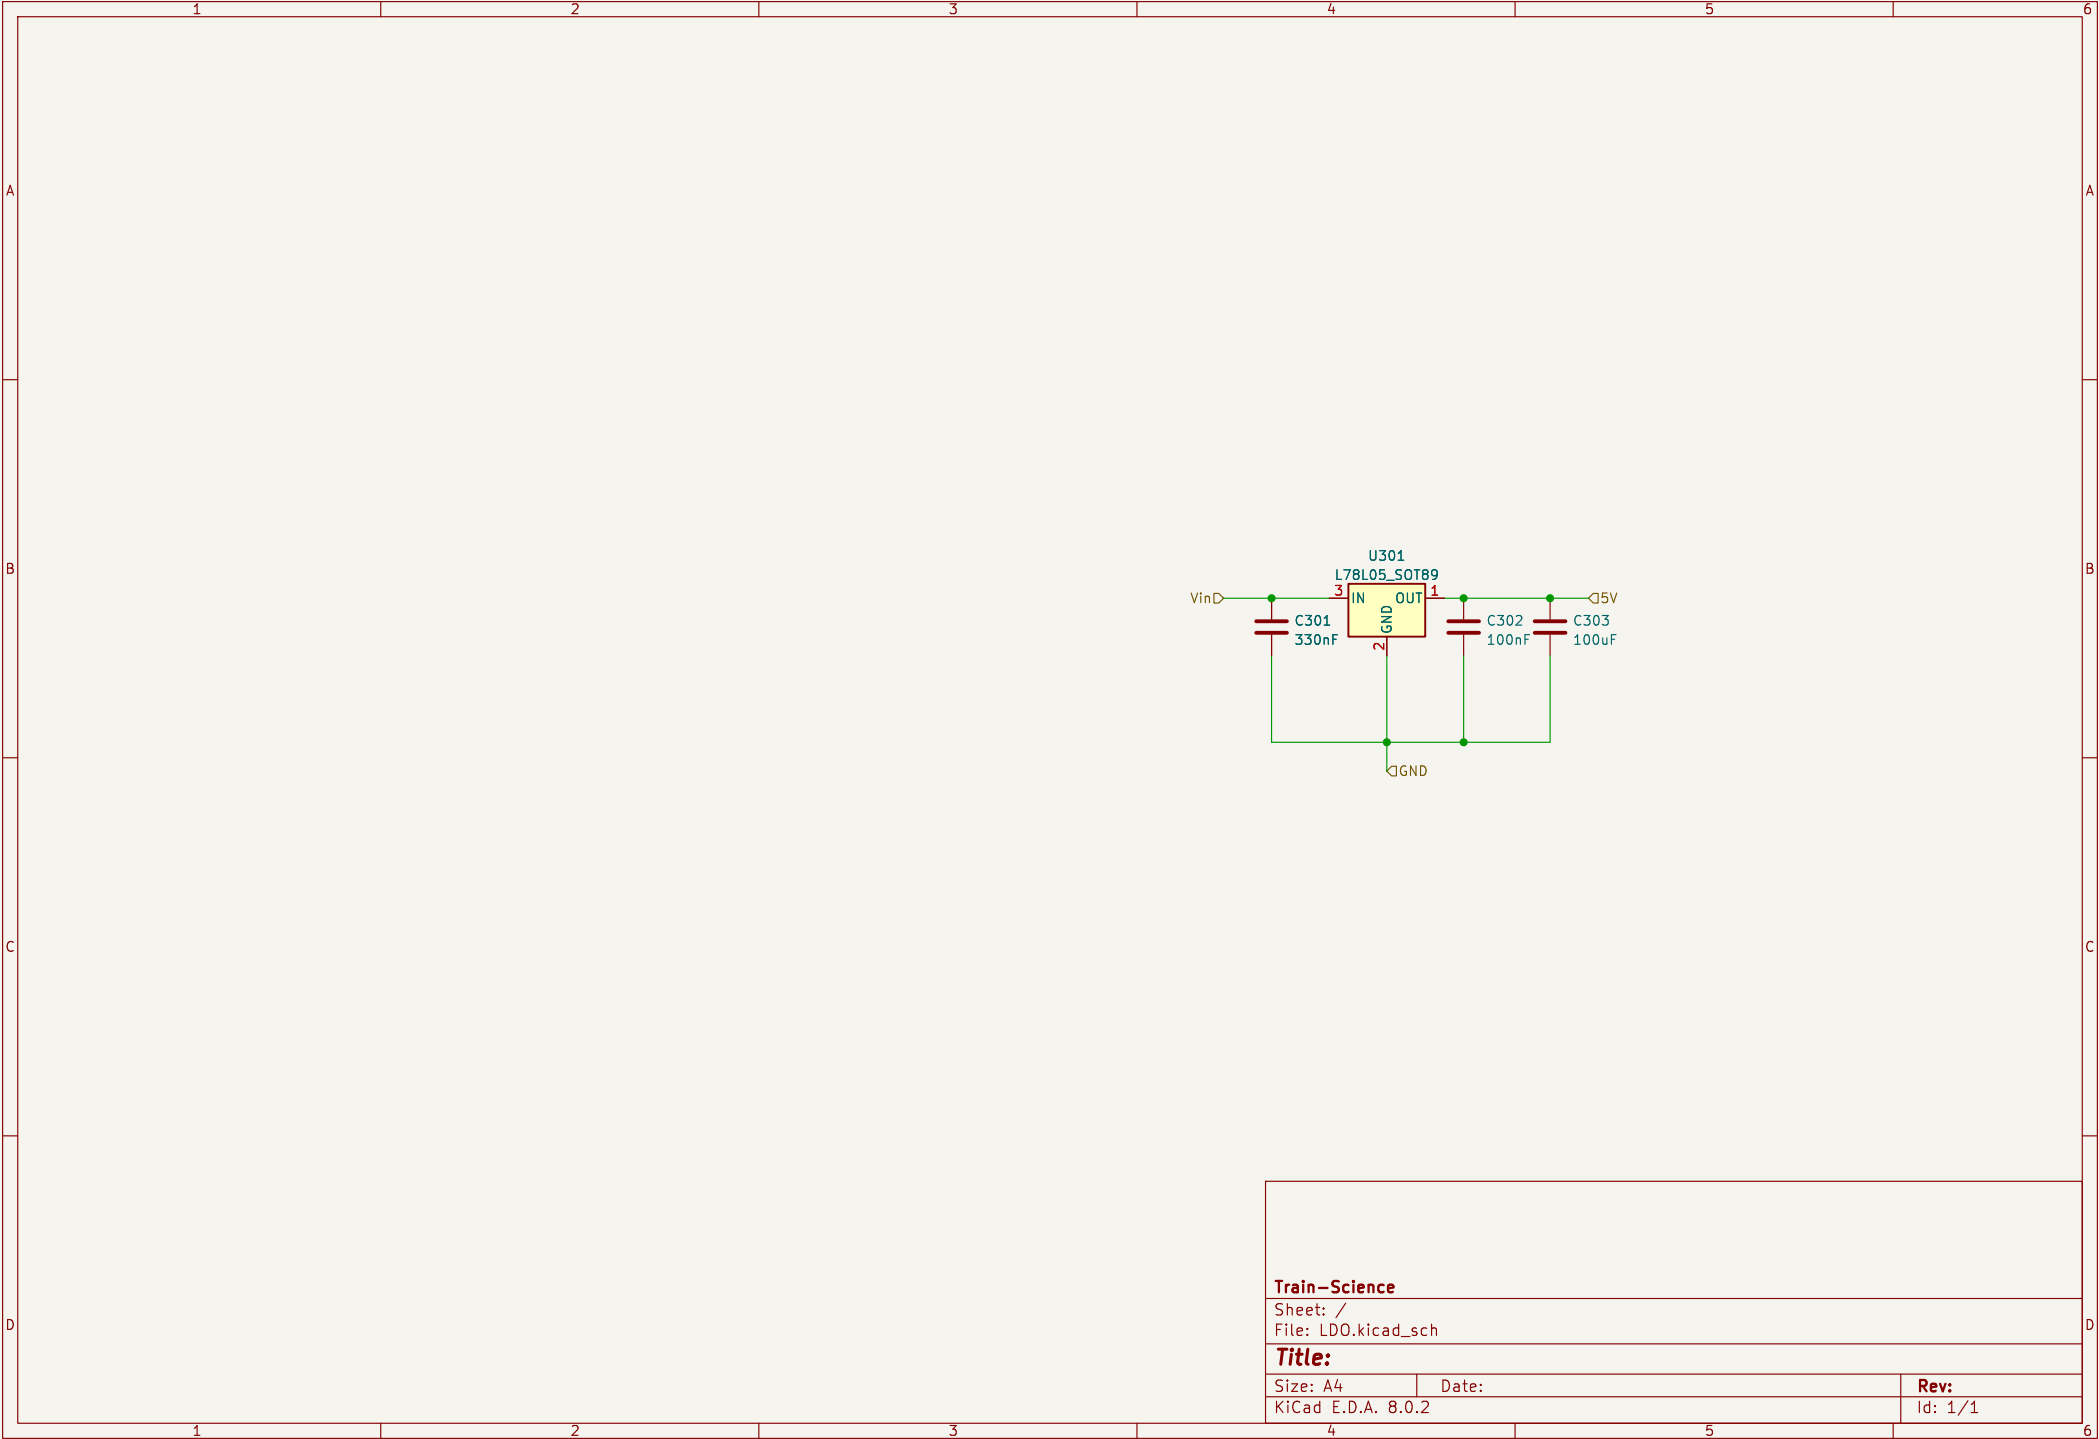 1 2 3 4 5 6
A A
U301
L78L05_SOT89
B B
Vin 3 IN OUT 1 5V
GND
C301 C302 C303
330nF 100nF 100uF
2
GND
C C
Train-Science
Sheet: /
D D
File: LDO.kicad_sch
Title:
Size: A4 Date: Rev:
KiCad E.D.A. 8.0.2 Id: 1/1
1 2 3 4 5 6